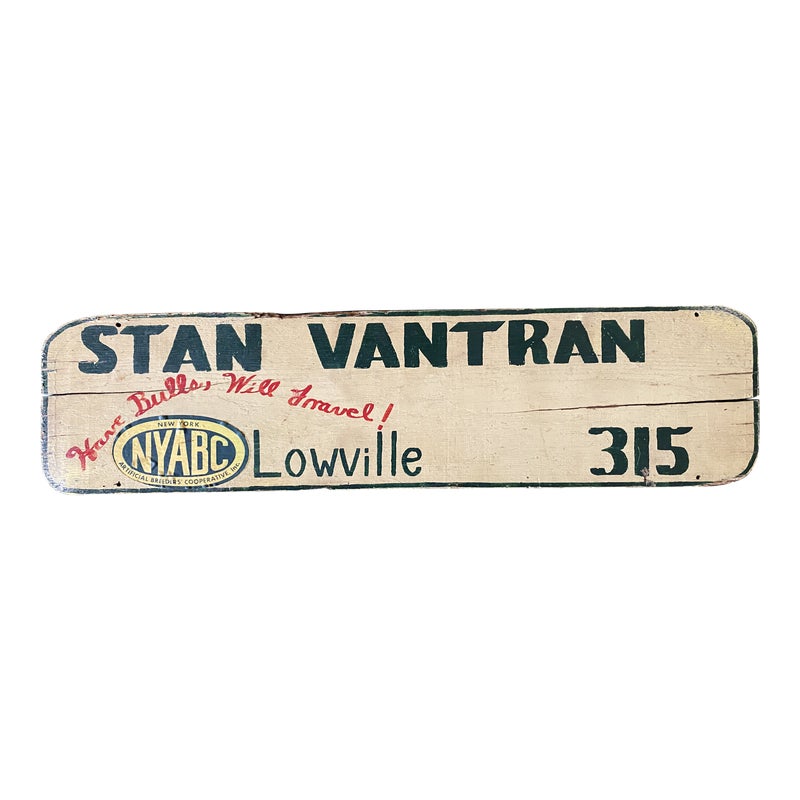 STAN VANTRAN
Have Bulls, Will Travel!
NEW YORK
NYABC
ARTIFICIAL BREEDERS' COOPERATIVE, INC.
Lowville 315